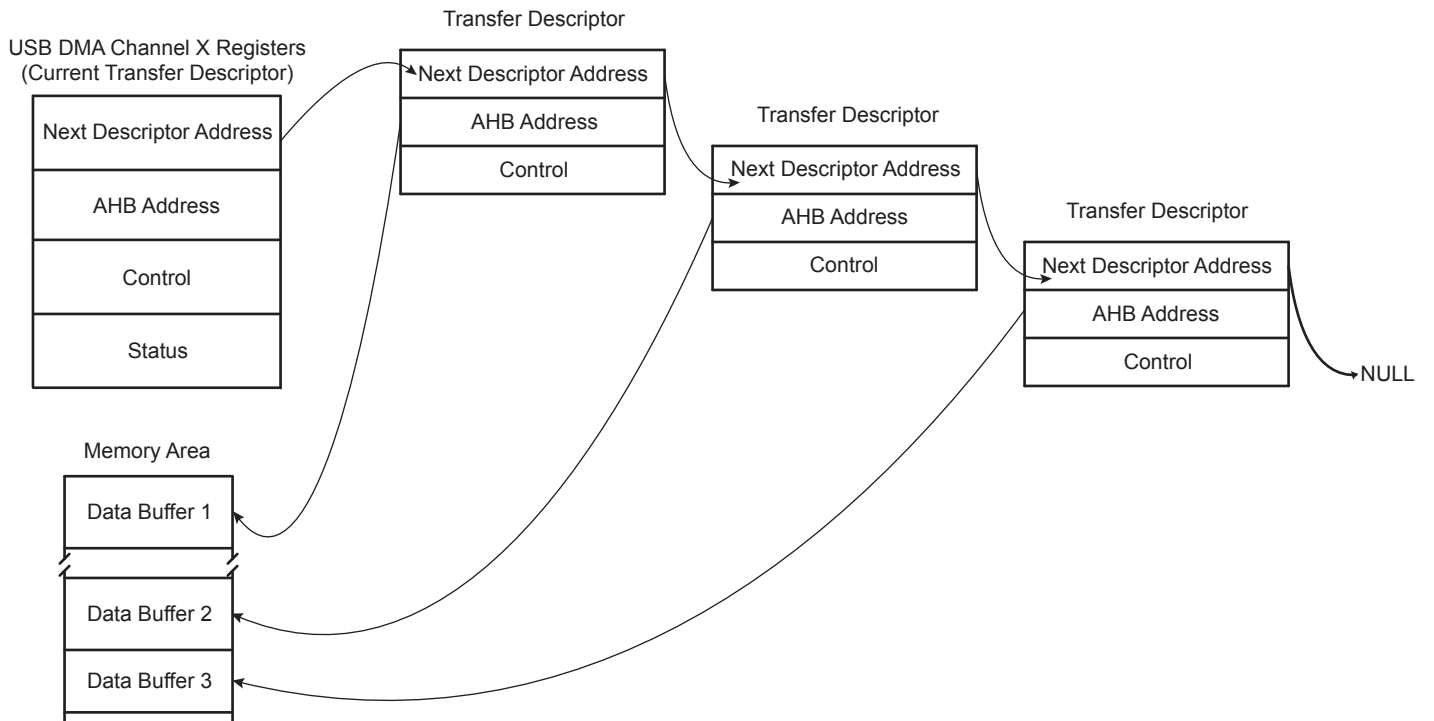 USB DMA Channel X Registers
(Current Transfer Descriptor)
Next Descriptor Address
AHB Address
Control
Status
Transfer Descriptor
Next Descriptor Address
AHB Address
Control
Transfer Descriptor
Next Descriptor Address
AHB Address
Control
Transfer Descriptor
Next Descriptor Address
AHB Address
Control
NULL
Memory Area
Data Buffer 1
Data Buffer 2
Data Buffer 3